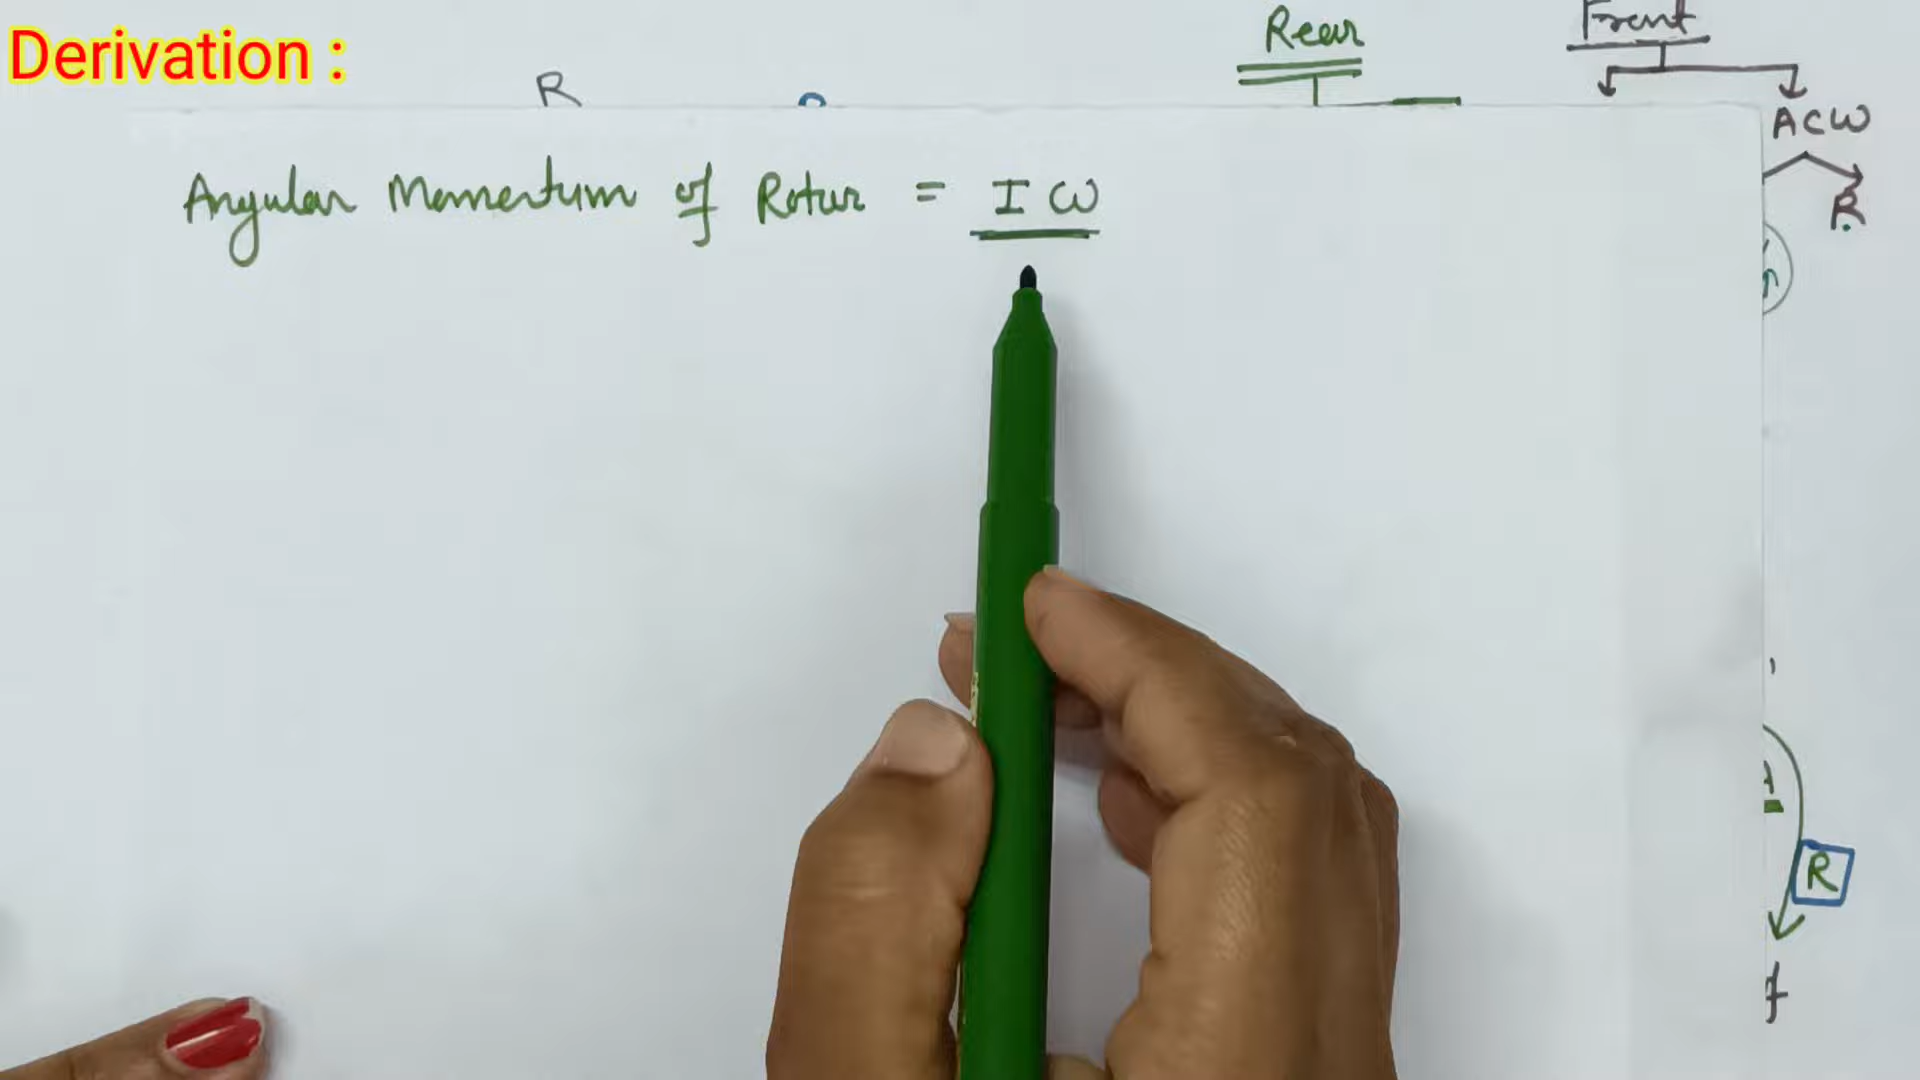 Derivation :
Rear
Front
R
ACW
R
Angular Momentum of Rotor = I ω
R